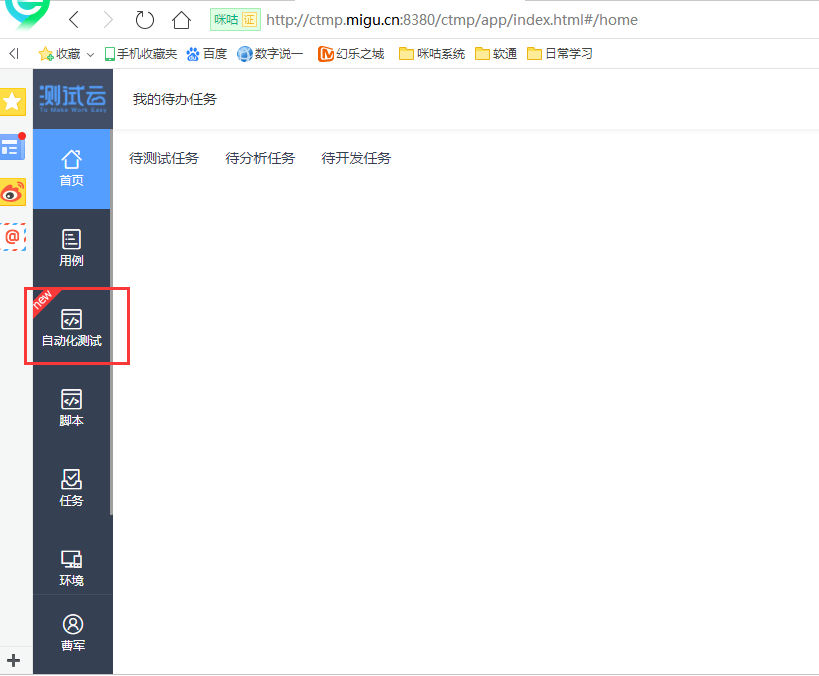 咪咕 证 http://ctmp.migu.cn:8380/ctmp/app/index.html#/home
收藏 手机收藏夹 百度 数字说一 幻乐之城 咪咕系统 软通 日常学习
测试云
To Make Work Easy
我的待办任务
待测试任务 待分析任务 待开发任务
首页
用例
new
自动化测试
脚本
任务
环境
曹军
@